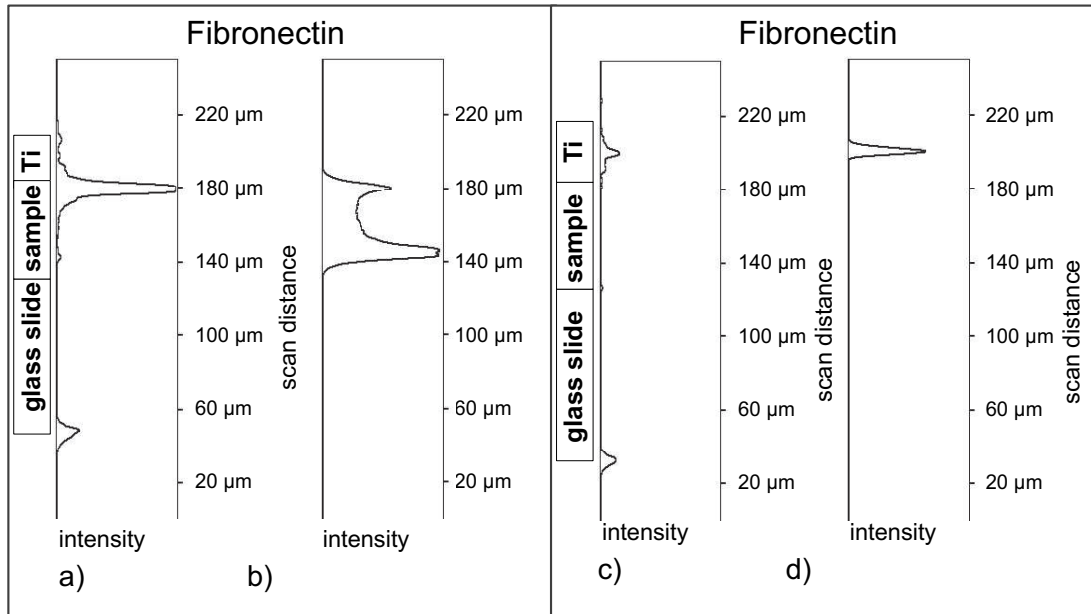 Fibronectin
220 µm
180 µm
140 µm
100 µm
60 µm
20 µm
Ti
sample
glass slide
scan distance
intensity
a)
220 µm
180 µm
140 µm
100 µm
60 µm
20 µm
b)
Fibronectin
220 µm
180 µm
140 µm
100 µm
60 µm
20 µm
Ti
sample
glass slide
scan distance
intensity
c)
220 µm
180 µm
140 µm
100 µm
60 µm
20 µm
scan distance
intensity
d)